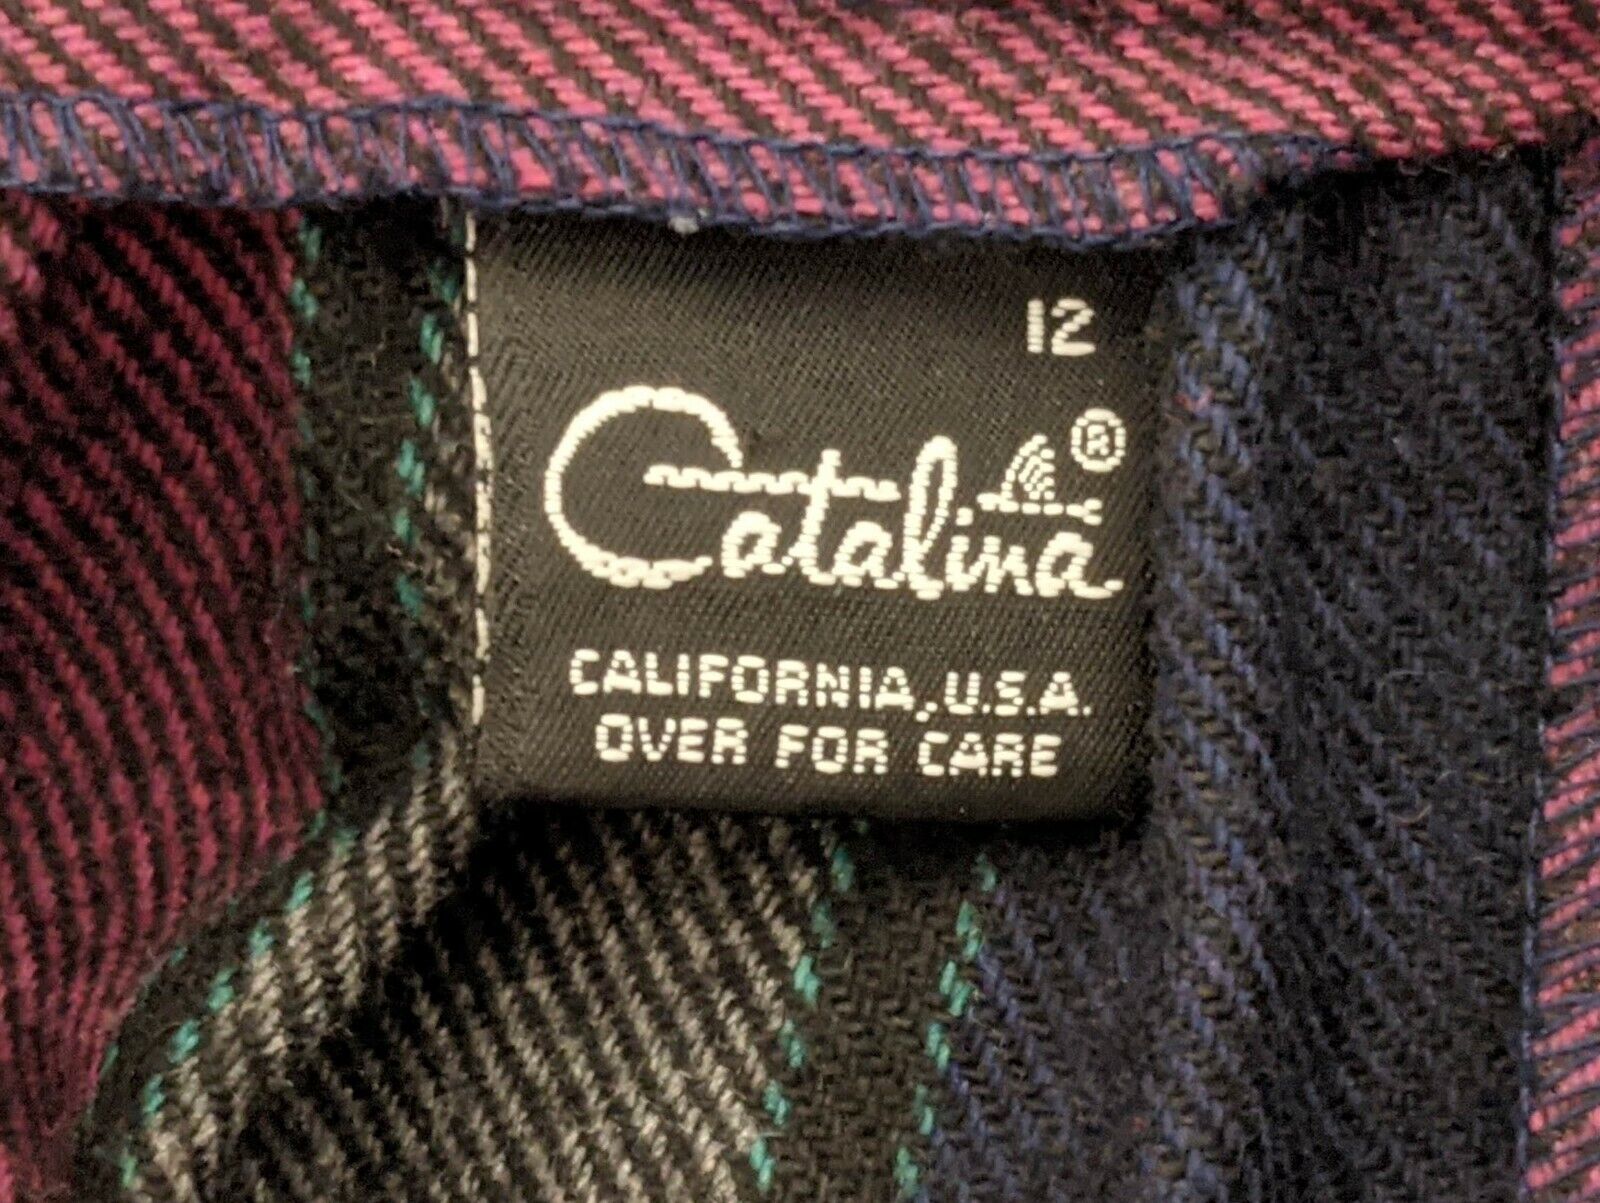 12
Catalina®
CALIFORNIA, U.S.A.
OVER FOR CARE